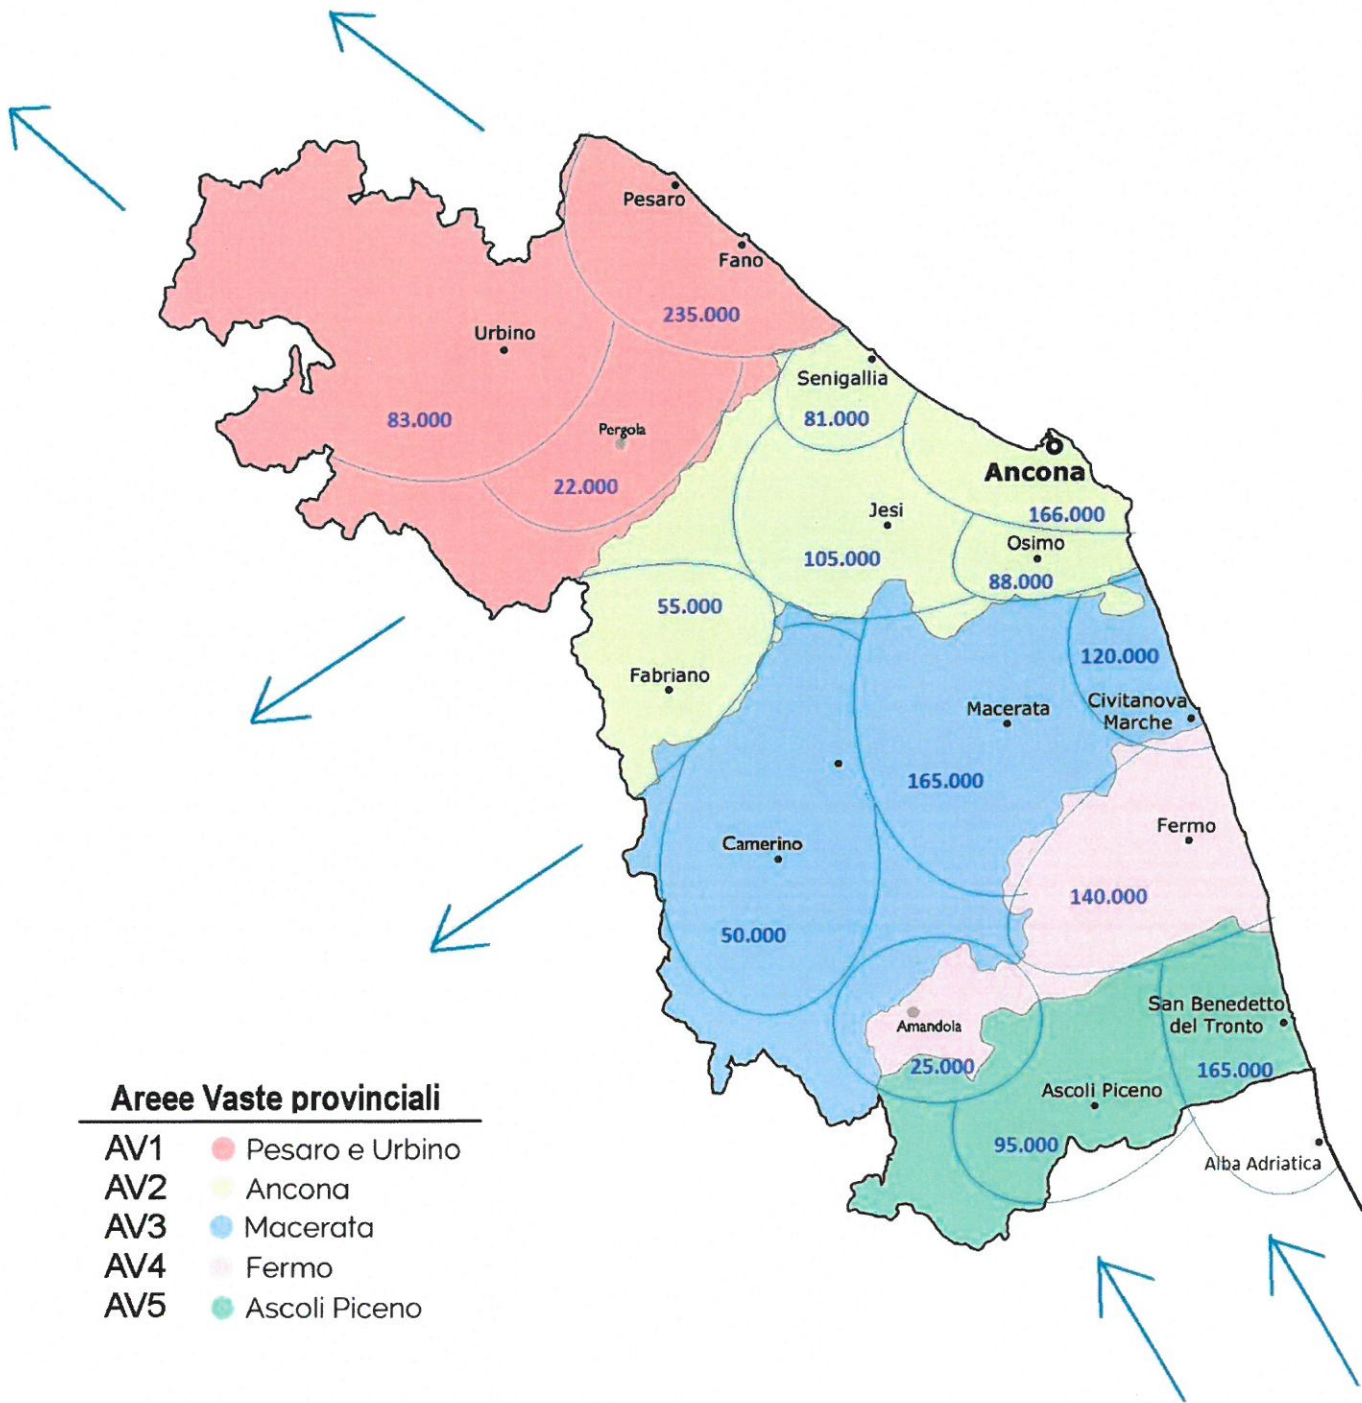 Pesaro
Fano
235.000
Urbino
83.000
Pergola
22.000
Senigallia
81.000
Ancona
166.000
Jesi
105.000
Osimo
88.000
55.000
Fabriano
120.000
Civitanova
Marche
Macerata
165.000
Camerino
50.000
Fermo
140.000
Amandola
25.000
San Benedetto
del Tronto
165.000
Ascoli Piceno
95.000
Alba Adriatica
Areee Vaste provinciali
AV1 Pesaro e Urbino
AV2 Ancona
AV3 Macerata
AV4 Fermo
AV5 Ascoli Piceno